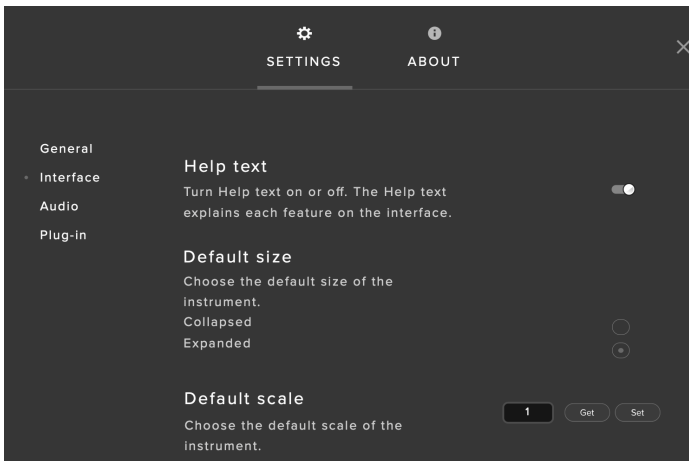 SETTINGS ABOUT
General
Interface
Audio
Plug-in
Help text
Turn Help text on or off. The Help text
explains each feature on the interface.
Default size
Choose the default size of the
instrument.
Collapsed
Expanded
Default scale
1 Get Set
Choose the default scale of the
instrument.